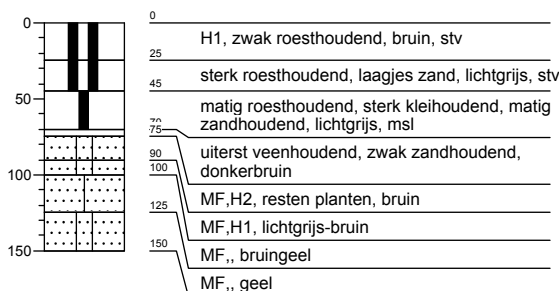 0
50
100
150
0
H1, zwak roesthoudend, bruin, stv
25
sterk roesthoudend, laagjes zand, lichtgrijs, stv
45
matig roesthoudend, sterk kleihoudend, matig
zandhoudend, lichtgrijs, msl
70
75
uiterst veenhoudend, zwak zandhoudend,
donkerbruin
90
MF,H2, resten planten, bruin
100
MF,H1, lichtgrijs-bruin
125
MF,, bruingeel
150
MF,, geel